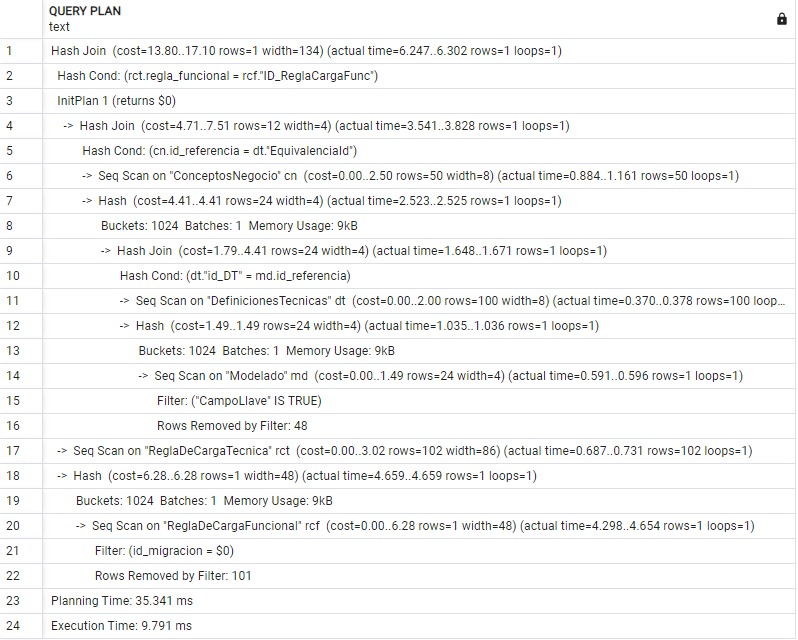 QUERY PLAN
text
1 Hash Join (cost=13.80..17.10 rows=1 width=134) (actual time=6.247..6.302 rows=1 loops=1)
2 Hash Cond: (rct.regla_funcional = rcf."ID_ReglaCargaFunc")
3 InitPlan 1 (returns $0)
4 -> Hash Join (cost=4.71..7.51 rows=12 width=4) (actual time=3.541..3.828 rows=1 loops=1)
5 Hash Cond: (cn.id_referencia = dt."EquivalenciaId")
6 -> Seq Scan on "ConceptosNegocio" cn (cost=0.00..2.50 rows=50 width=8) (actual time=0.884..1.161 rows=50 loops=1)
7 -> Hash (cost=4.41..4.41 rows=24 width=4) (actual time=2.523..2.525 rows=1 loops=1)
8 Buckets: 1024 Batches: 1 Memory Usage: 9kB
9 -> Hash Join (cost=1.79..4.41 rows=24 width=4) (actual time=1.648..1.671 rows=1 loops=1)
10 Hash Cond: (dt."id_DT" = md.id_referencia)
11 -> Seq Scan on "DefinicionesTecnicas" dt (cost=0.00..2.00 rows=100 width=8) (actual time=0.370..0.378 rows=100 loop...
12 -> Hash (cost=1.49..1.49 rows=24 width=4) (actual time=1.035..1.036 rows=1 loops=1)
13 Buckets: 1024 Batches: 1 Memory Usage: 9kB
14 -> Seq Scan on "Modelado" md (cost=0.00..1.49 rows=24 width=4) (actual time=0.591..0.596 rows=1 loops=1)
15 Filter: ("CampoLlave" IS TRUE)
16 Rows Removed by Filter: 48
17 -> Seq Scan on "ReglaDeCargaTecnica" rct (cost=0.00..3.02 rows=102 width=86) (actual time=0.687..0.731 rows=102 loops=1)
18 -> Hash (cost=6.28..6.28 rows=1 width=48) (actual time=4.659..4.659 rows=1 loops=1)
19 Buckets: 1024 Batches: 1 Memory Usage: 9kB
20 -> Seq Scan on "ReglaDeCargaFuncional" rcf (cost=0.00..6.28 rows=1 width=48) (actual time=4.298..4.654 rows=1 loops=1)
21 Filter: (id_migracion = $0)
22 Rows Removed by Filter: 101
23 Planning Time: 35.341 ms
24 Execution Time: 9.791 ms